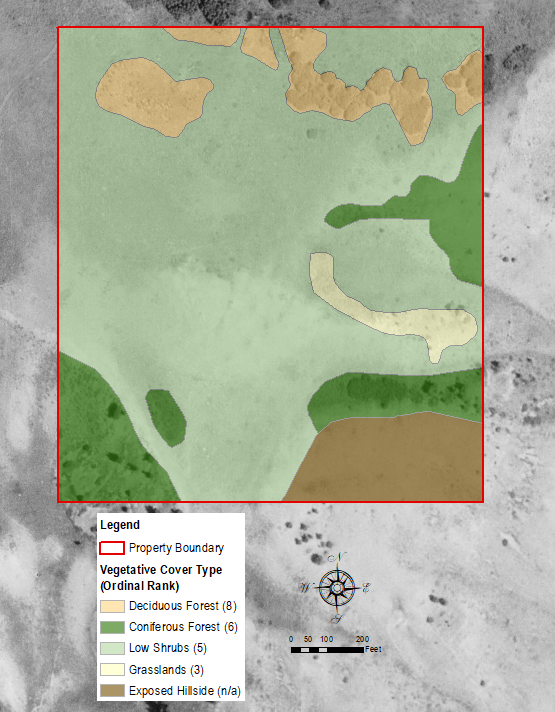 Legend
Property Boundary
Vegetative Cover Type
(Ordinal Rank)
Deciduous Forest (8)
Coniferous Forest (6)
Low Shrubs (5)
Grasslands (3)
Exposed Hillside (n/a)
N
W E
S
0 50 100 200
Feet